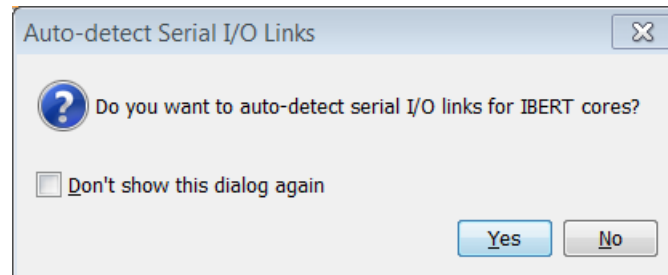 Auto-detect Serial I/O Links
Do you want to auto-detect serial I/O links for IBERT cores?
Don't show this dialog again
Yes No